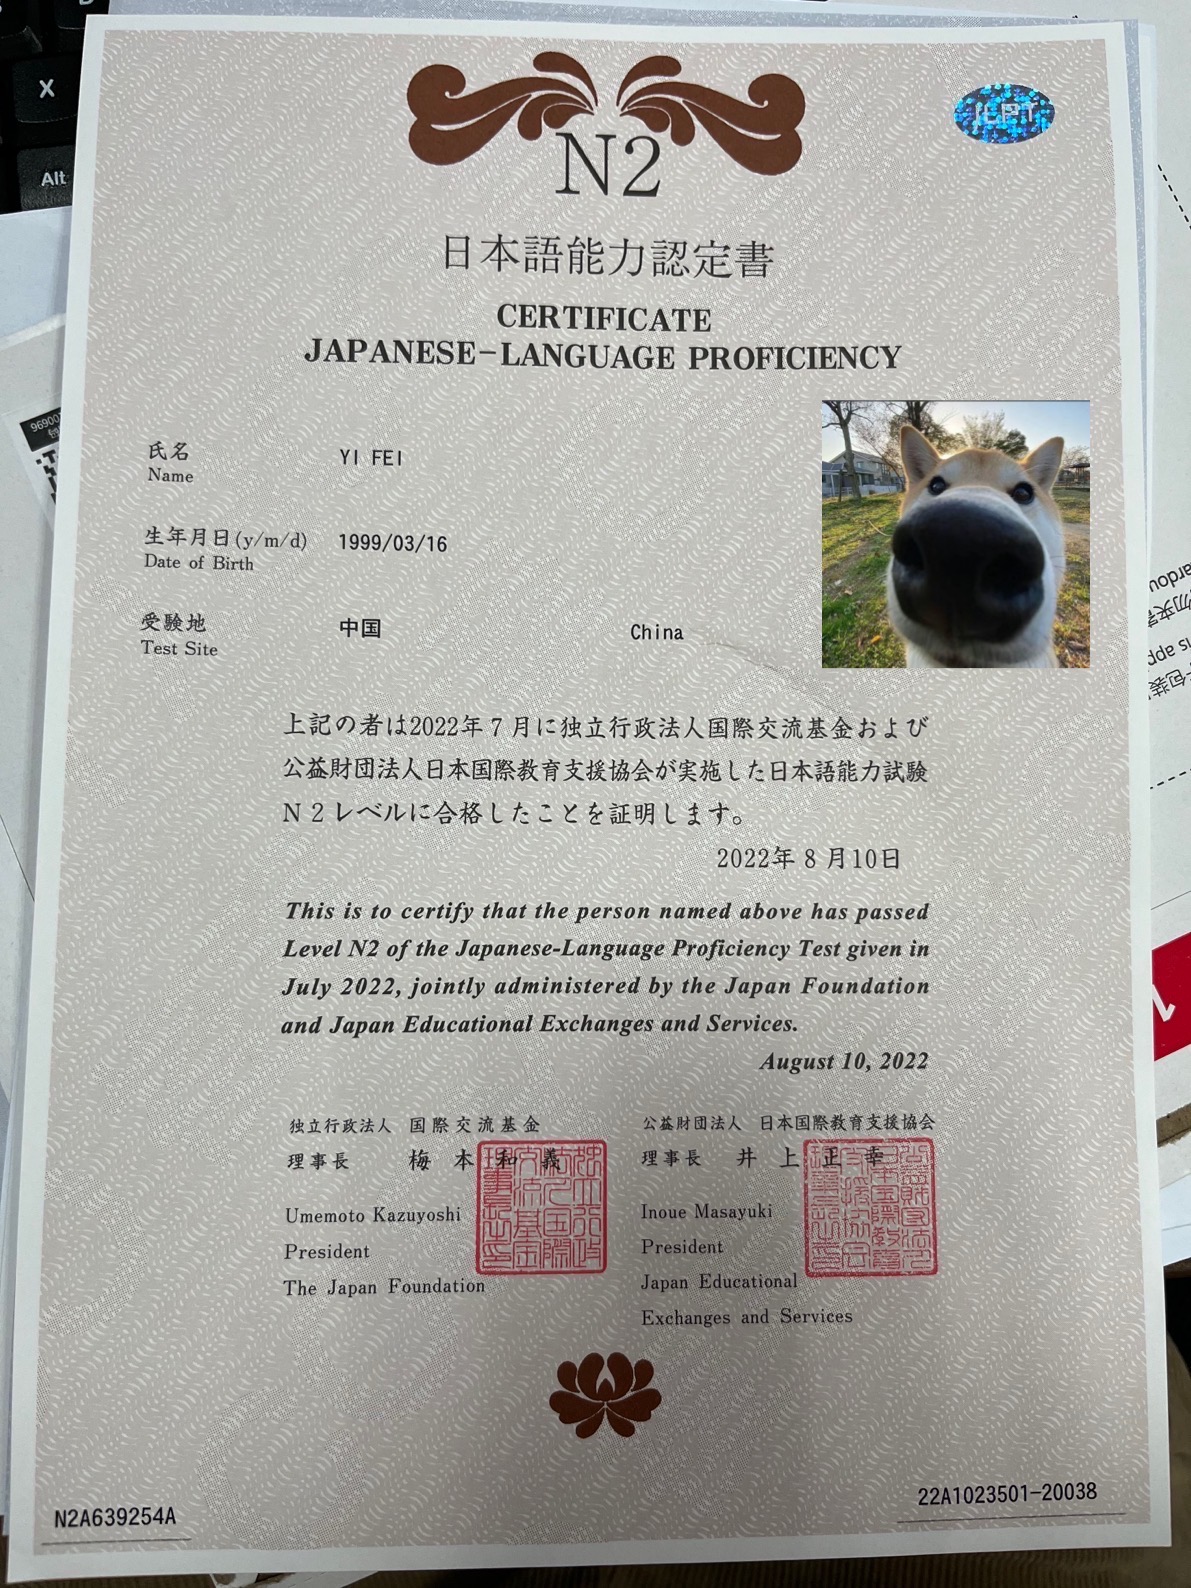 X
Alt
JLPT
N2
日本語能力認定書
CERTIFICATE
JAPANESE-LANGUAGE PROFICIENCY
氏名 YI FEI
Name
生年月日(y/m/d) 1999/03/16
Date of Birth
受験地 中国 China
Test Site
上記の者は2022年7月に独立行政法人国際交流基金および
公益財団法人日本国際教育支援協会が実施した日本語能力試験
N2レベルに合格したことを証明します。
2022年8月10日
This is to certify that the person named above has passed
Level N2 of the Japanese-Language Proficiency Test given in
July 2022, jointly administered by the Japan Foundation
and Japan Educational Exchanges and Services.
August 10, 2022
独立行政法人 国際交流基金
理事長 梅本和義
Umemoto Kazuyoshi
President
The Japan Foundation
公益財団法人 日本国際教育支援協会
理事長 井上正幸
Inoue Masayuki
President
Japan Educational
Exchanges and Services
N2A639254A
22A1023501-20038